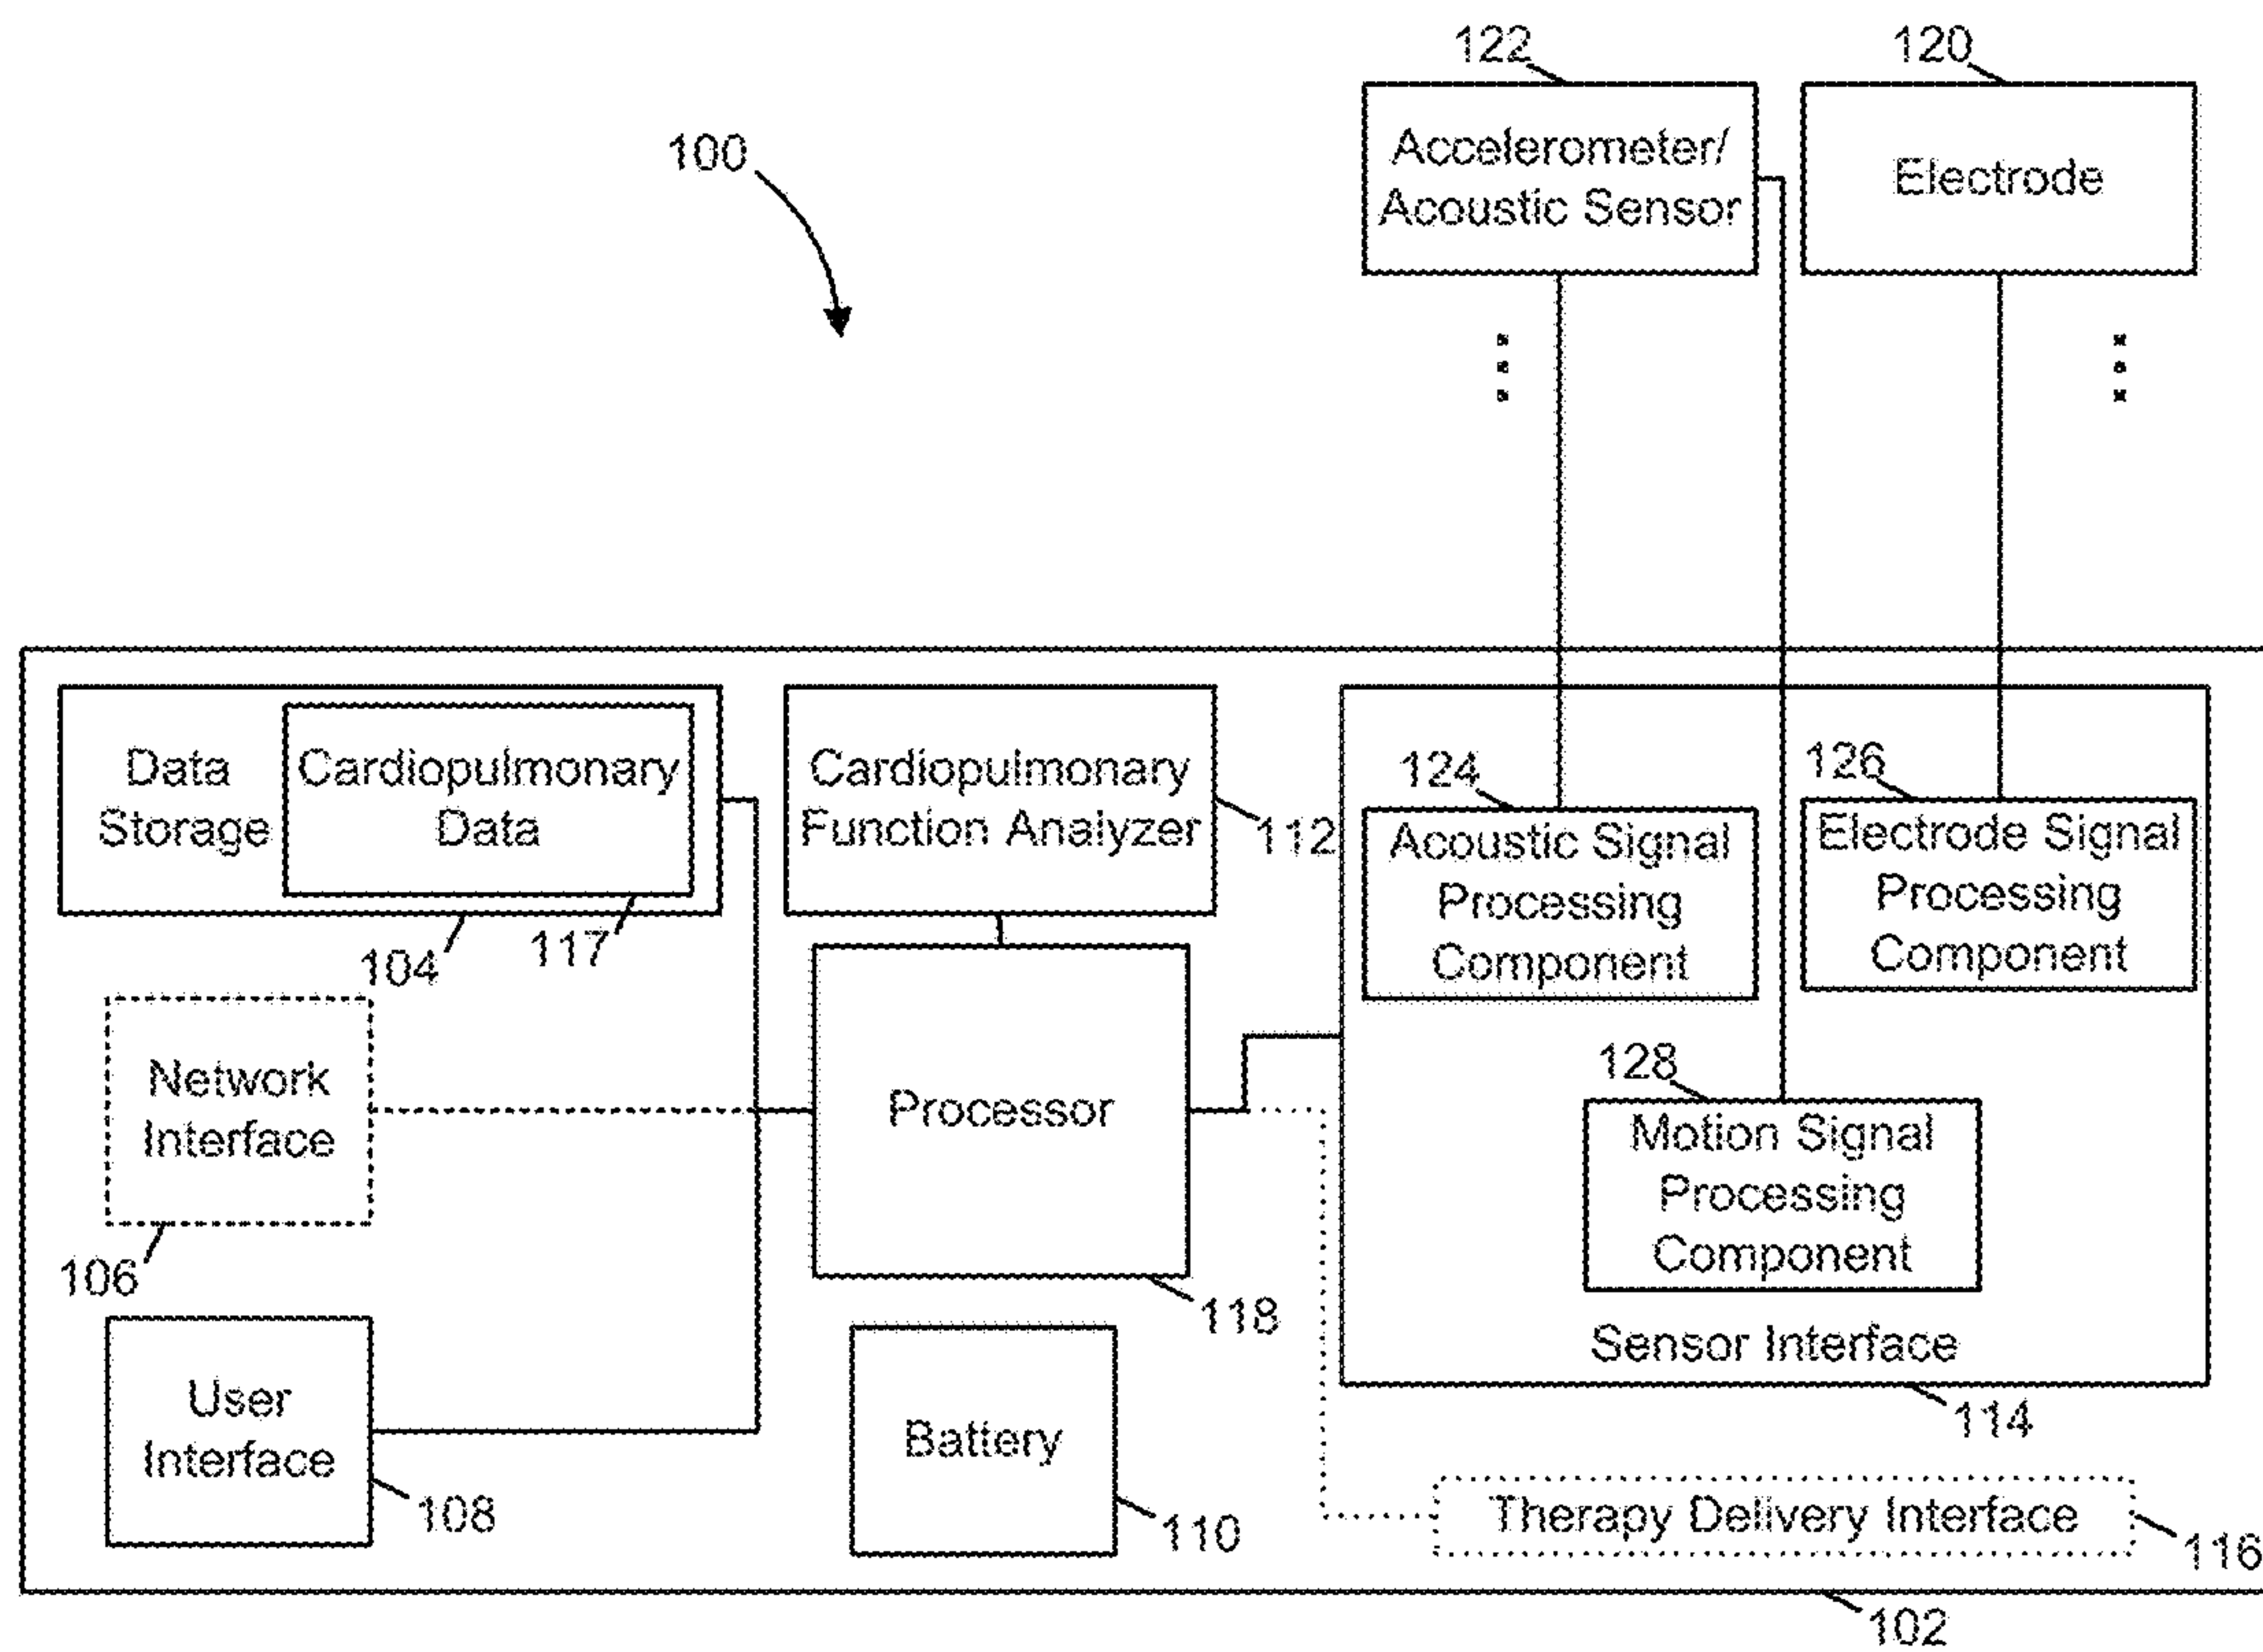 122
120
100
Accelerometer/
Acoustic Sensor
Electrode
Data
Storage
Cardiopulmonary
Data
Cardiopulmonary
Function Analyzer
112
124
126
Acoustic Signal
Processing
Component
Electrode Signal
Processing
Component
104
117
Network
Interface
106
Processor
118
128
Motion Signal
Processing
Component
Sensor Interface
114
User
Interface
108
Battery
110
Therapy Delivery Interface
116
102